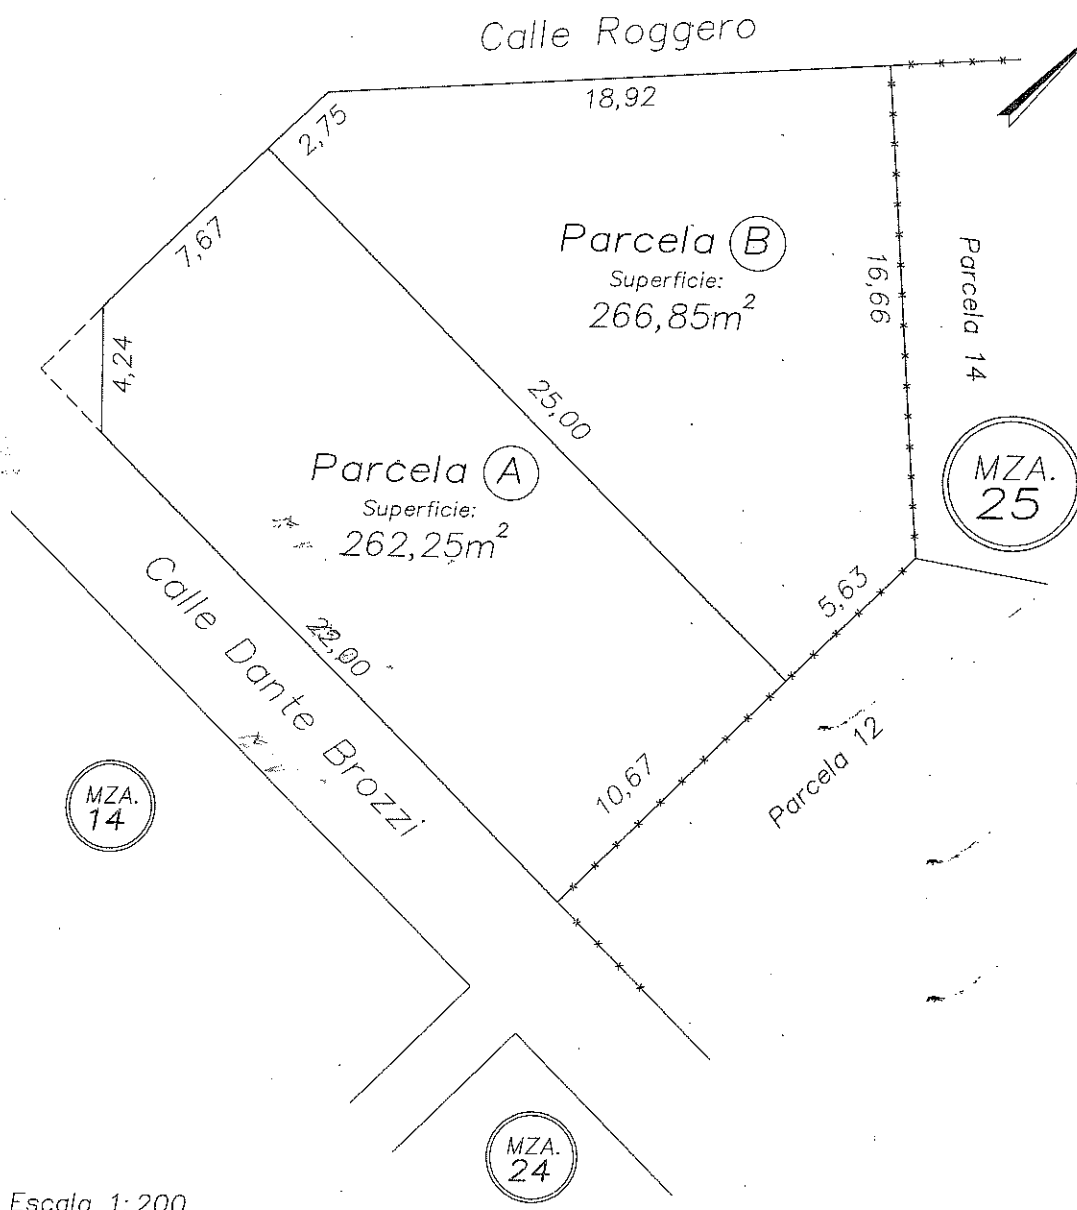 Calle Roggero
18,92
2,75
7,67
Parcela B
Superficie:
266,85m²
16,66
Parcela 14
4,24
25,00
MZA.
25
Parcela A
Superficie:
262,25m²
5,63
Calle Dante Brozzi
22,00
10,67
Parcela 12
MZA.
14
MZA.
24
Escala 1:200